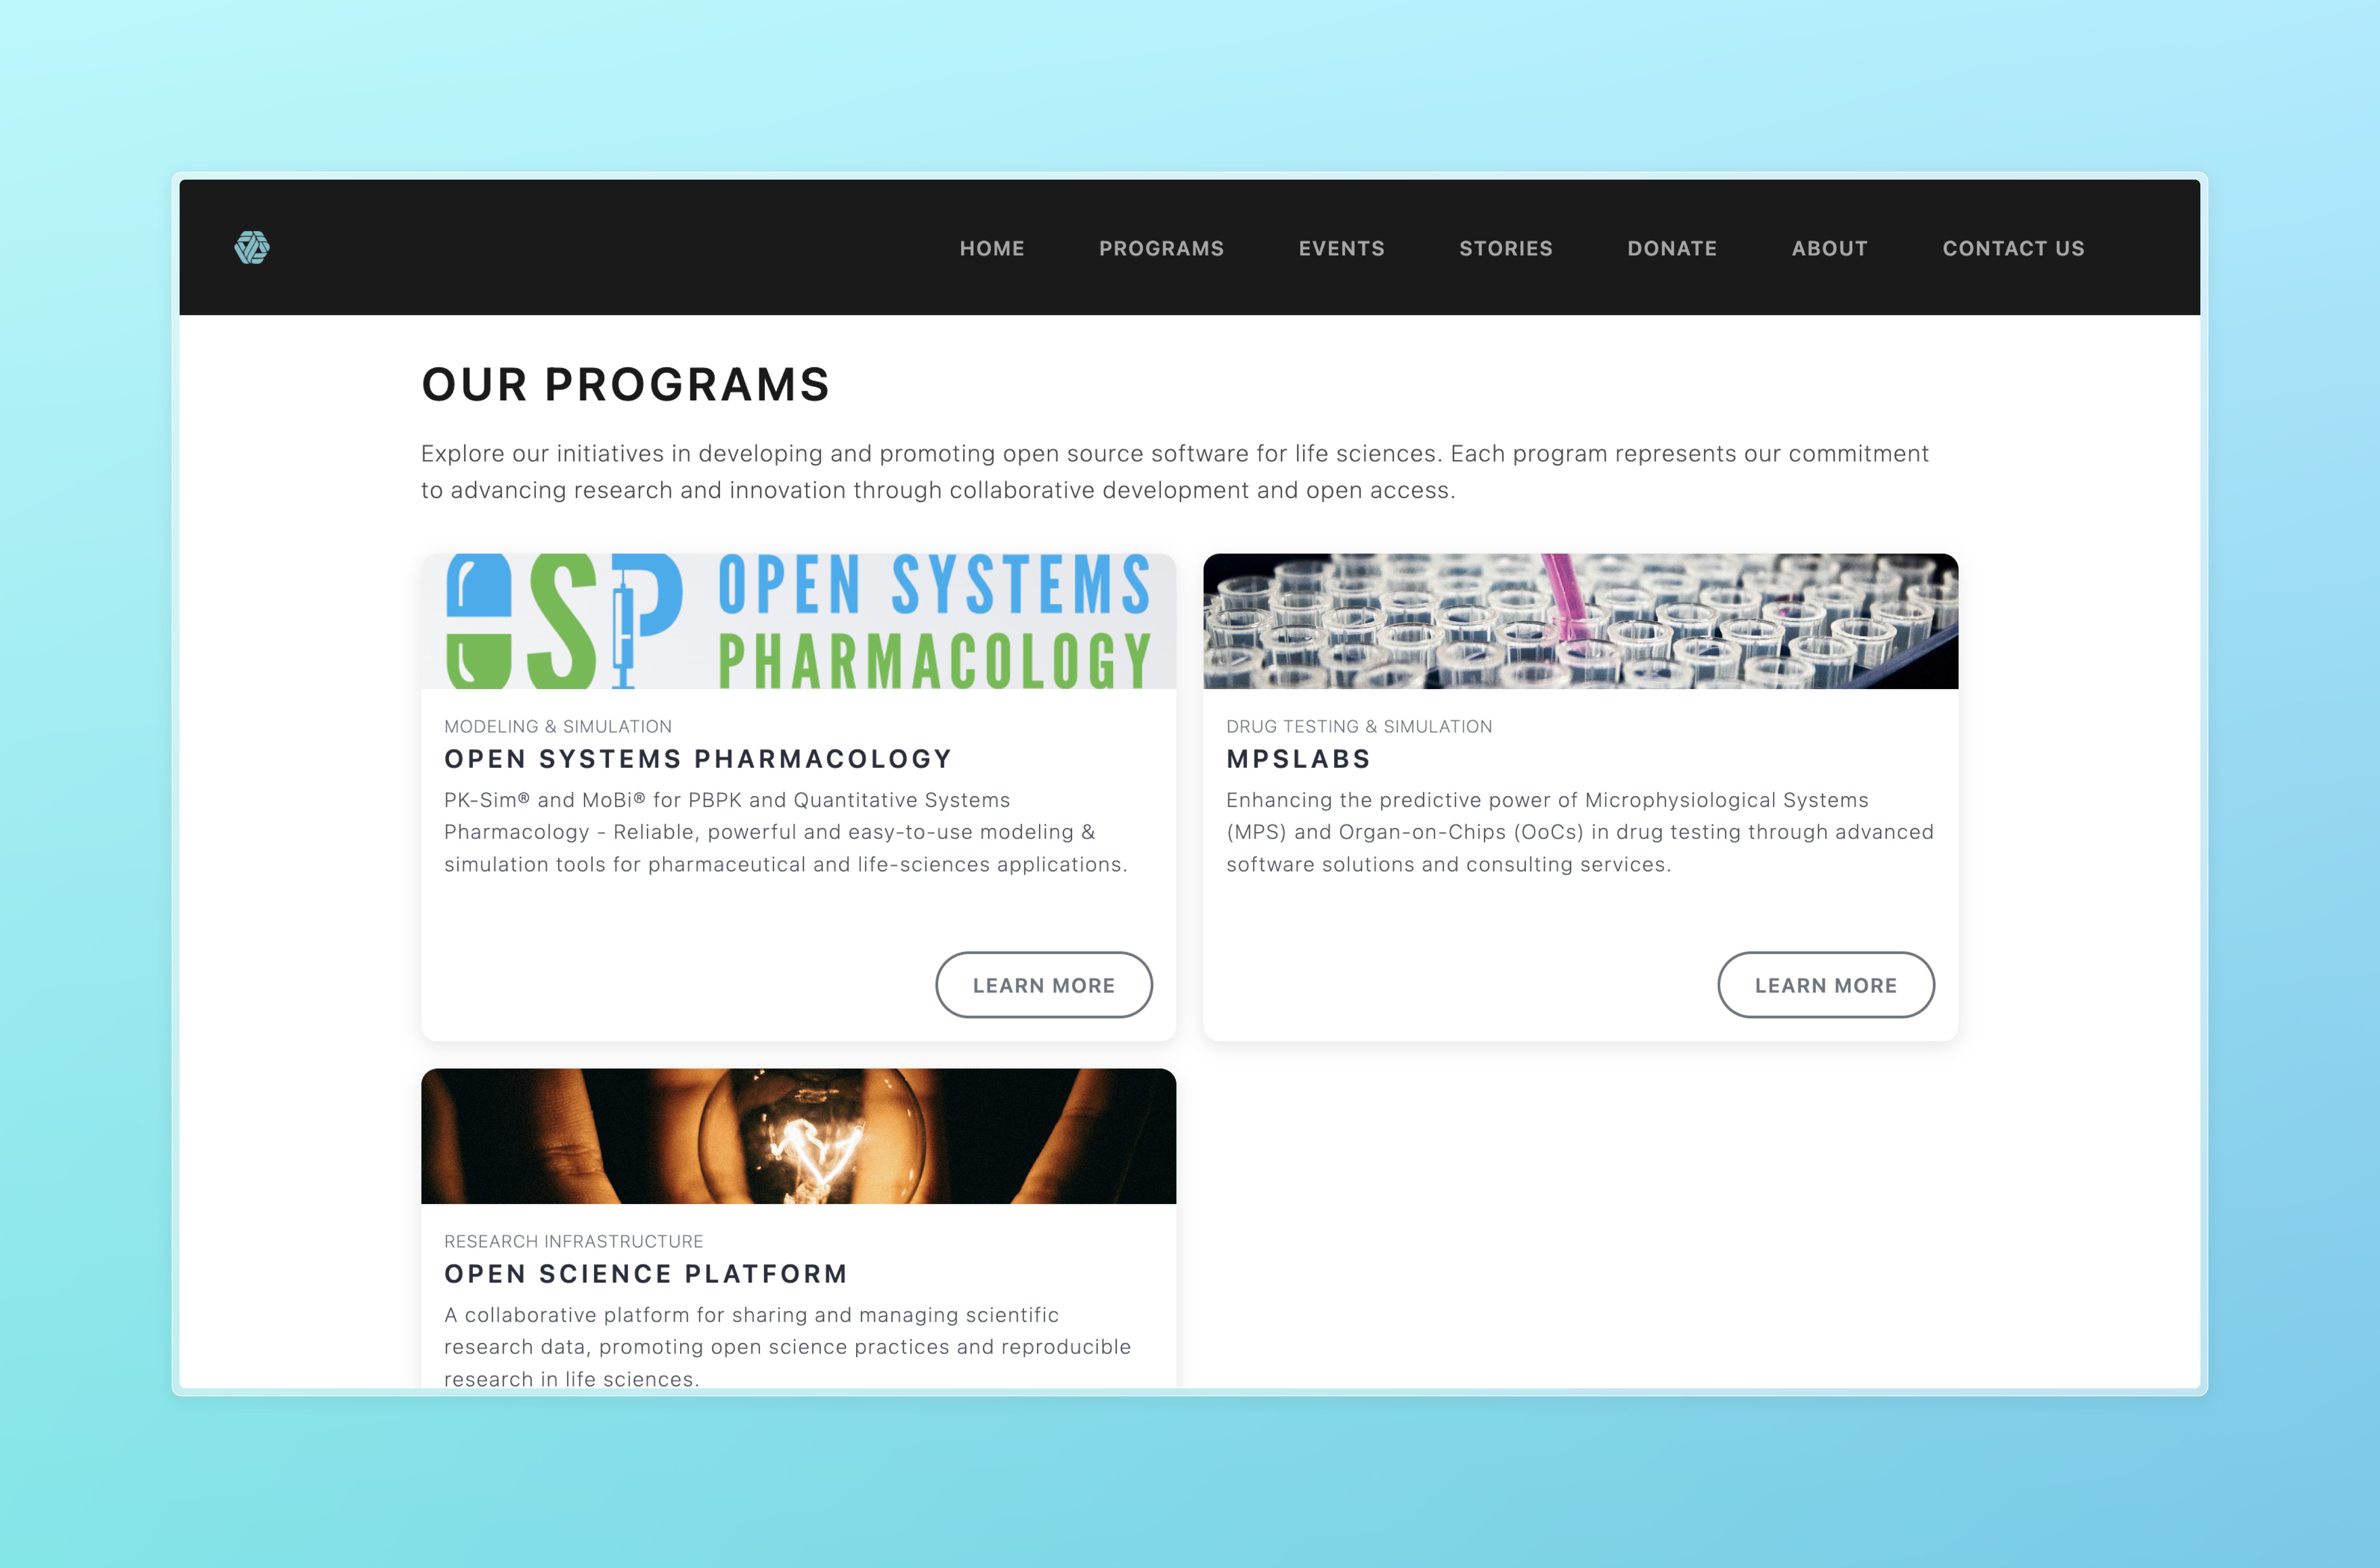 HOME PROGRAMS EVENTS STORIES DONATE ABOUT CONTACT US
OUR PROGRAMS
Explore our initiatives in developing and promoting open source software for life sciences. Each program represents our commitment
to advancing research and innovation through collaborative development and open access.
OSP OPEN SYSTEMS
PHARMACOLOGY
MODELING & SIMULATION
OPEN SYSTEMS PHARMACOLOGY
PK-Sim® and MoBi® for PBPK and Quantitative Systems
Pharmacology - Reliable, powerful and easy-to-use modeling &
simulation tools for pharmaceutical and life-sciences applications.
LEARN MORE
DRUG TESTING & SIMULATION
MPSLABS
Enhancing the predictive power of Microphysiological Systems
(MPS) and Organ-on-Chips (OoCs) in drug testing through advanced
software solutions and consulting services.
LEARN MORE
RESEARCH INFRASTRUCTURE
OPEN SCIENCE PLATFORM
A collaborative platform for sharing and managing scientific
research data, promoting open science practices and reproducible
research in life sciences.